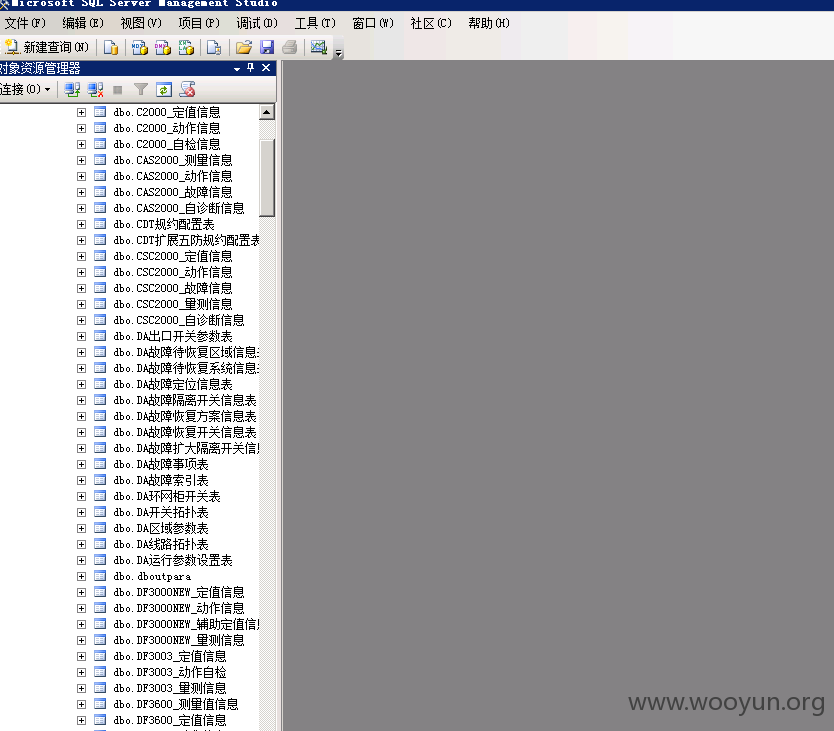 Microsoft SQL Server Management Studio
文件(F) 编辑(E) 视图(V) 项目(P) 调试(D) 工具(T) 窗口(W) 社区(C) 帮助(H)
新建查询(N)
对象资源管理器
连接(O)
dbo.C2000_定值信息
dbo.C2000_动作信息
dbo.C2000_自检信息
dbo.CAS2000_测量信息
dbo.CAS2000_动作信息
dbo.CAS2000_故障信息
dbo.CAS2000_自诊断信息
dbo.CDT规约配置表
dbo.CDT扩展五防规约配置表
dbo.CSC2000_定值信息
dbo.CSC2000_动作信息
dbo.CSC2000_故障信息
dbo.CSC2000_量测信息
dbo.CSC2000_自诊断信息
dbo.DA出口开关参数表
dbo.DA故障待恢复区域信息
dbo.DA故障待恢复系统信息
dbo.DA故障定位信息表
dbo.DA故障隔离开关信息表
dbo.DA故障恢复方案信息表
dbo.DA故障恢复开关信息表
dbo.DA故障扩大隔离开关信
dbo.DA故障事项表
dbo.DA故障索引表
dbo.DA环网柜开关表
dbo.DA开关拓扑表
dbo.DA区域参数表
dbo.DA线路拓扑表
dbo.DA运行参数设置表
dbo.dboutpara
dbo.DF3000NEW_定值信息
dbo.DF3000NEW_动作信息
dbo.DF3000NEW_辅助定值信
dbo.DF3000NEW_量测信息
dbo.DF3003_定值信息
dbo.DF3003_动作自检
dbo.DF3003_量测信息
dbo.DF3600_测量值信息
dbo.DF3600_定值信息
www.wooyun.org